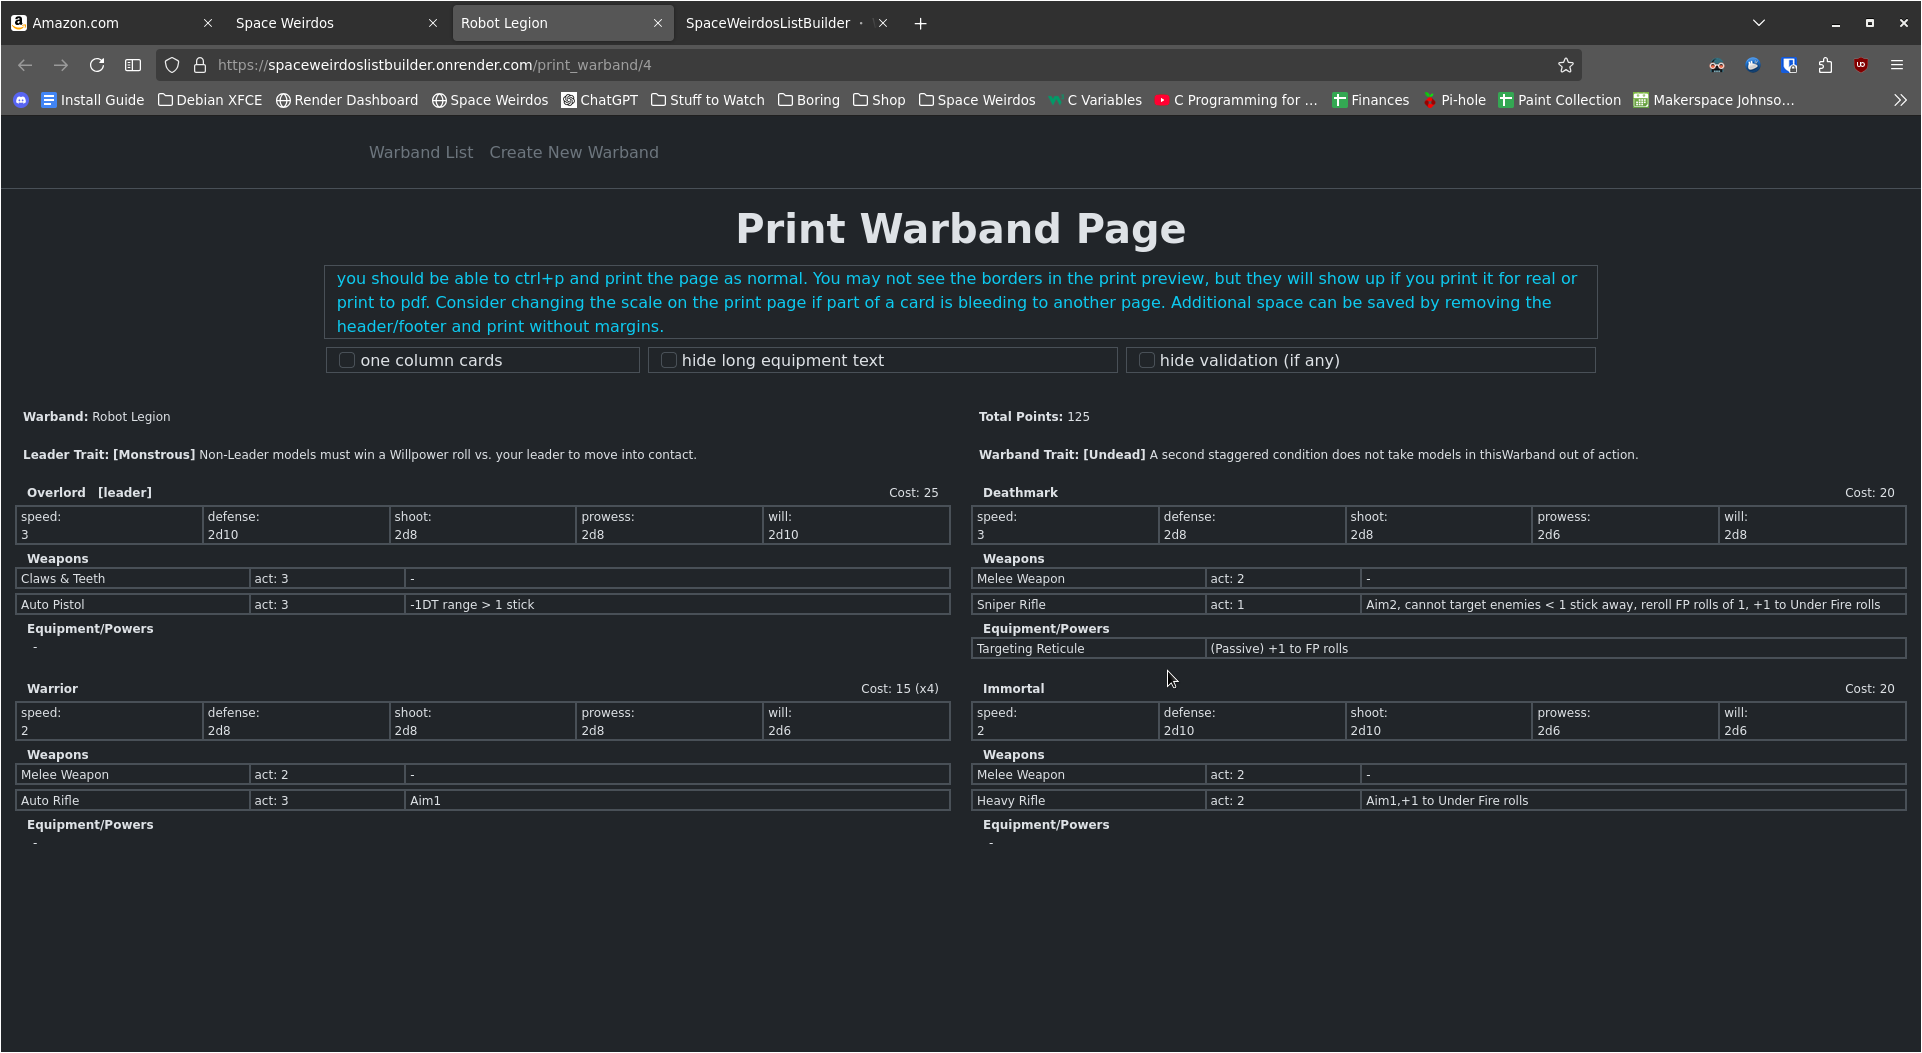 Amazon.com
Space Weirdos
Robot Legion
SpaceWeirdosListBuilder ·
https://spaceweirdoslistbuilder.onrender.com/print_warband/4
Install Guide Debian XFCE Render Dashboard Space Weirdos ChatGPT Stuff to Watch Boring Shop Space Weirdos C Variables C Programming for ... Finances Pi-hole Paint Collection Makerspace Johnso...
Warband List Create New Warband
Print Warband Page
you should be able to ctrl+p and print the page as normal. You may not see the borders in the print preview, but they will show up if you print it for real or
print to pdf. Consider changing the scale on the print page if part of a card is bleeding to another page. Additional space can be saved by removing the
header/footer and print without margins.
one column cards hide long equipment text hide validation (if any)
Warband: Robot Legion
Total Points: 125
Leader Trait: [Monstrous] Non-Leader models must win a Willpower roll vs. your leader to move into contact.
Warband Trait: [Undead] A second staggered condition does not take models in thisWarband out of action.
Overlord [leader] Cost: 25
speed: defense: shoot: prowess: will:
3 2d10 2d8 2d8 2d10
Weapons
Claws & Teeth act: 3 -
Auto Pistol act: 3 -1DT range > 1 stick
Equipment/Powers
-
Deathmark Cost: 20
speed: defense: shoot: prowess: will:
3 2d8 2d8 2d6 2d8
Weapons
Melee Weapon act: 2 -
Sniper Rifle act: 1 Aim2, cannot target enemies < 1 stick away, reroll FP rolls of 1, +1 to Under Fire rolls
Equipment/Powers
Targeting Reticule (Passive) +1 to FP rolls
Warrior Cost: 15 (x4)
speed: defense: shoot: prowess: will:
2 2d8 2d8 2d8 2d6
Weapons
Melee Weapon act: 2 -
Auto Rifle act: 3 Aim1
Equipment/Powers
-
Immortal Cost: 20
speed: defense: shoot: prowess: will:
2 2d10 2d10 2d6 2d6
Weapons
Melee Weapon act: 2 -
Heavy Rifle act: 2 Aim1,+1 to Under Fire rolls
Equipment/Powers
-